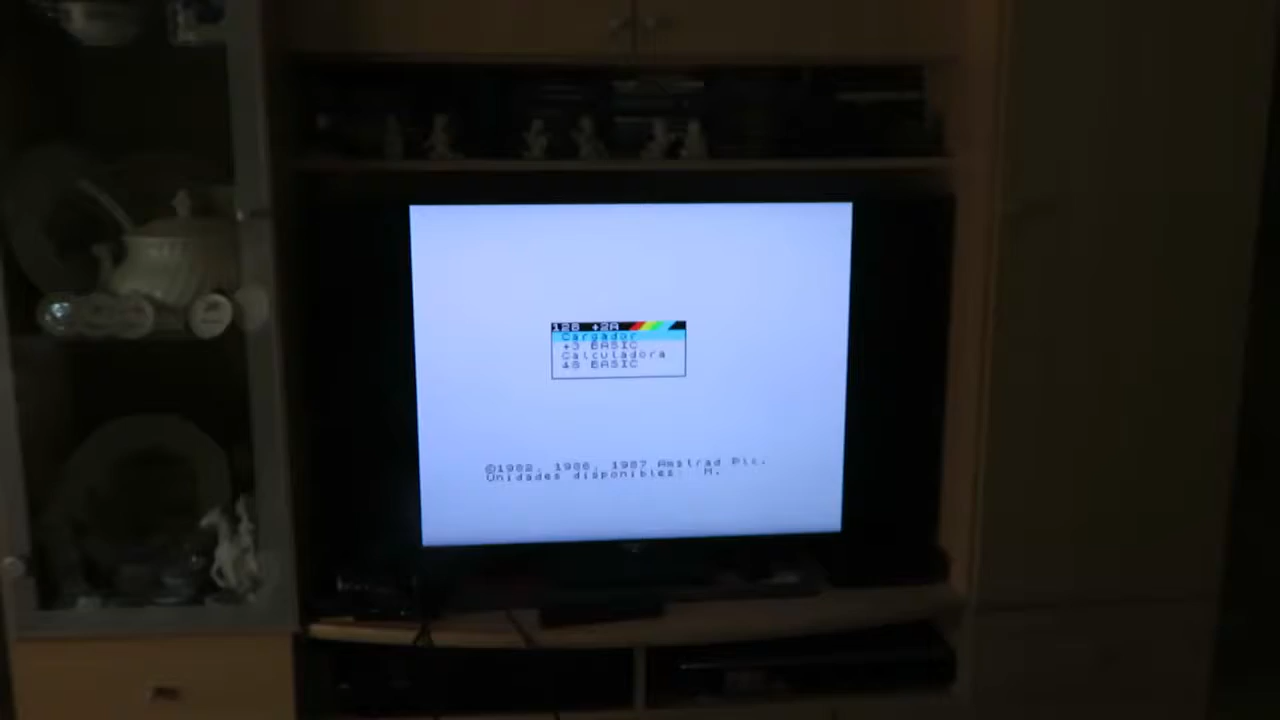 128 +2A
Cargador
+3 BASIC
Calculadora
48 BASIC
©1982, 1986, 1987 Amstrad Plc.
Unidades disponibles: M.